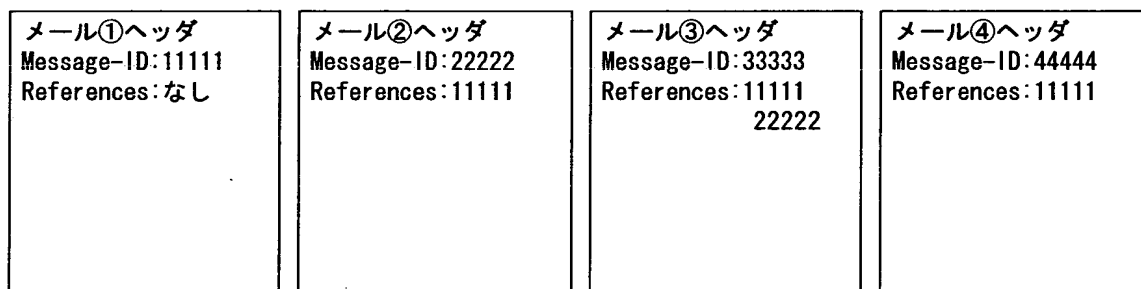 メール①ヘッダ
Message-ID:11111
References:なし
メール②ヘッダ
Message-ID:22222
References:11111
メール③ヘッダ
Message-ID:33333
References:11111
22222
メール④ヘッダ
Message-ID:44444
References:11111